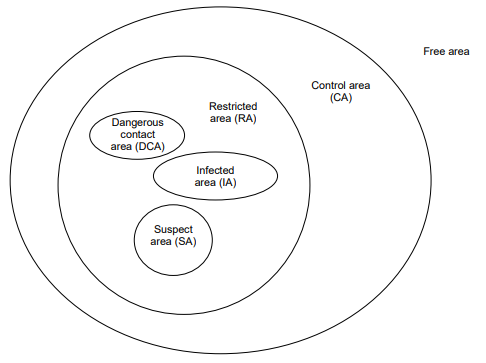 Free area
Control area
(CA)
Restricted
area (RA)
Dangerous
contact
area (DCA)
Infected
area (IA)
Suspect
area (SA)